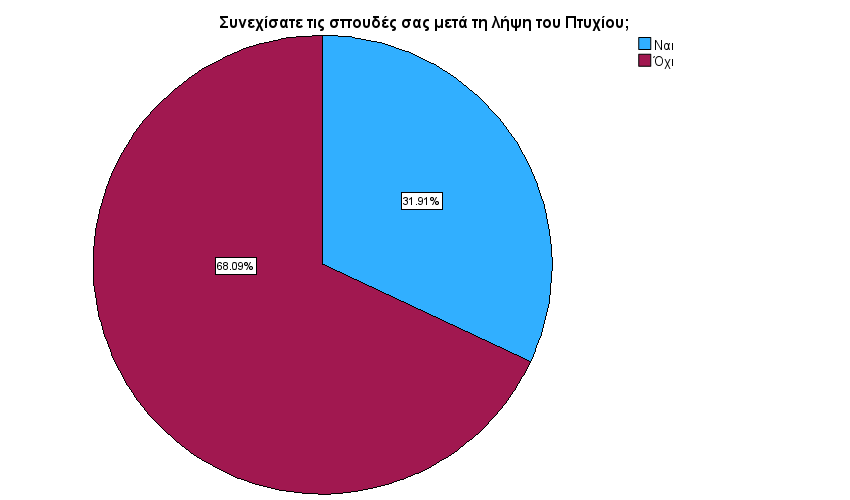 Συνεχίσατε τις σπουδές σας μετά τη λήψη του Πτυχίου;
Ναι
Όχι
31.91%
68.09%